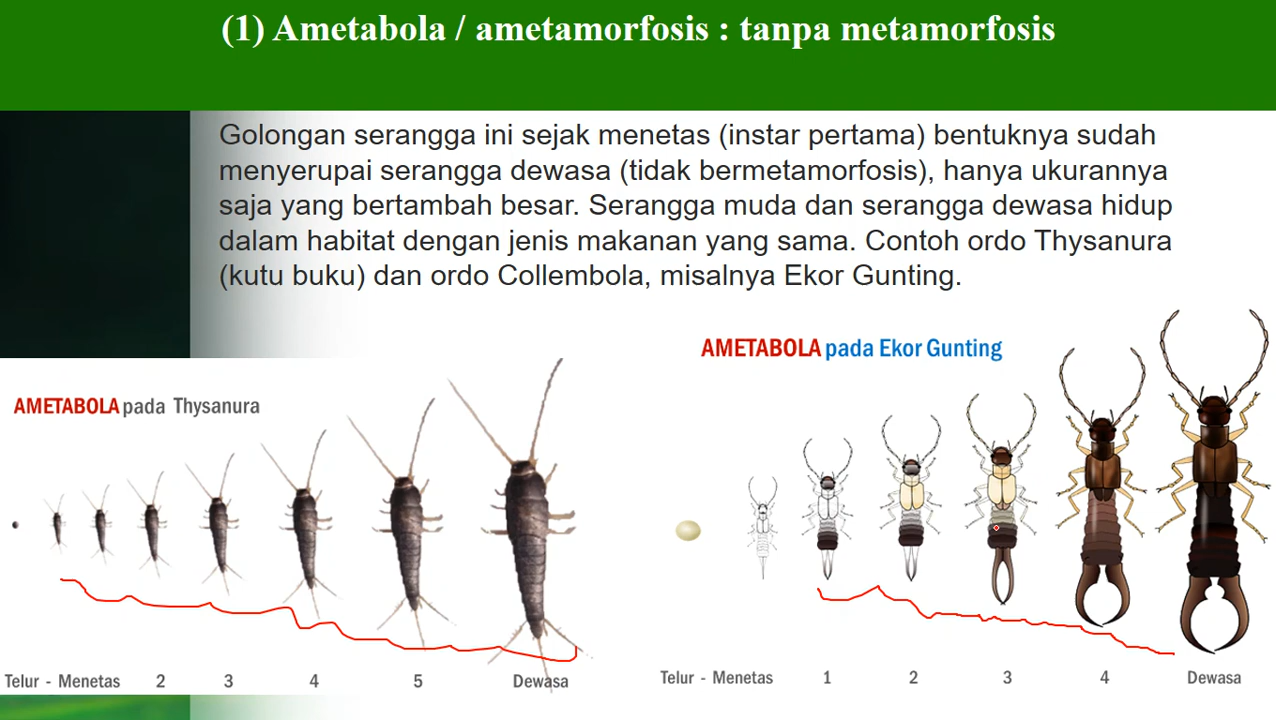 (1) Ametabola / ametamorfosis : tanpa metamorfosis
Golongan serangga ini sejak menetas (instar pertama) bentuknya sudah
menyerupai serangga dewasa (tidak bermetamorfosis), hanya ukurannya
saja yang bertambah besar. Serangga muda dan serangga dewasa hidup
dalam habitat dengan jenis makanan yang sama. Contoh ordo Thysanura
(kutu buku) dan ordo Collembola, misalnya Ekor Gunting.
AMETABOLA pada Thysanura
Telur - Menetas 2 3 4 5 Dewasa
AMETABOLA pada Ekor Gunting
Telur - Menetas 1 2 3 4 Dewasa